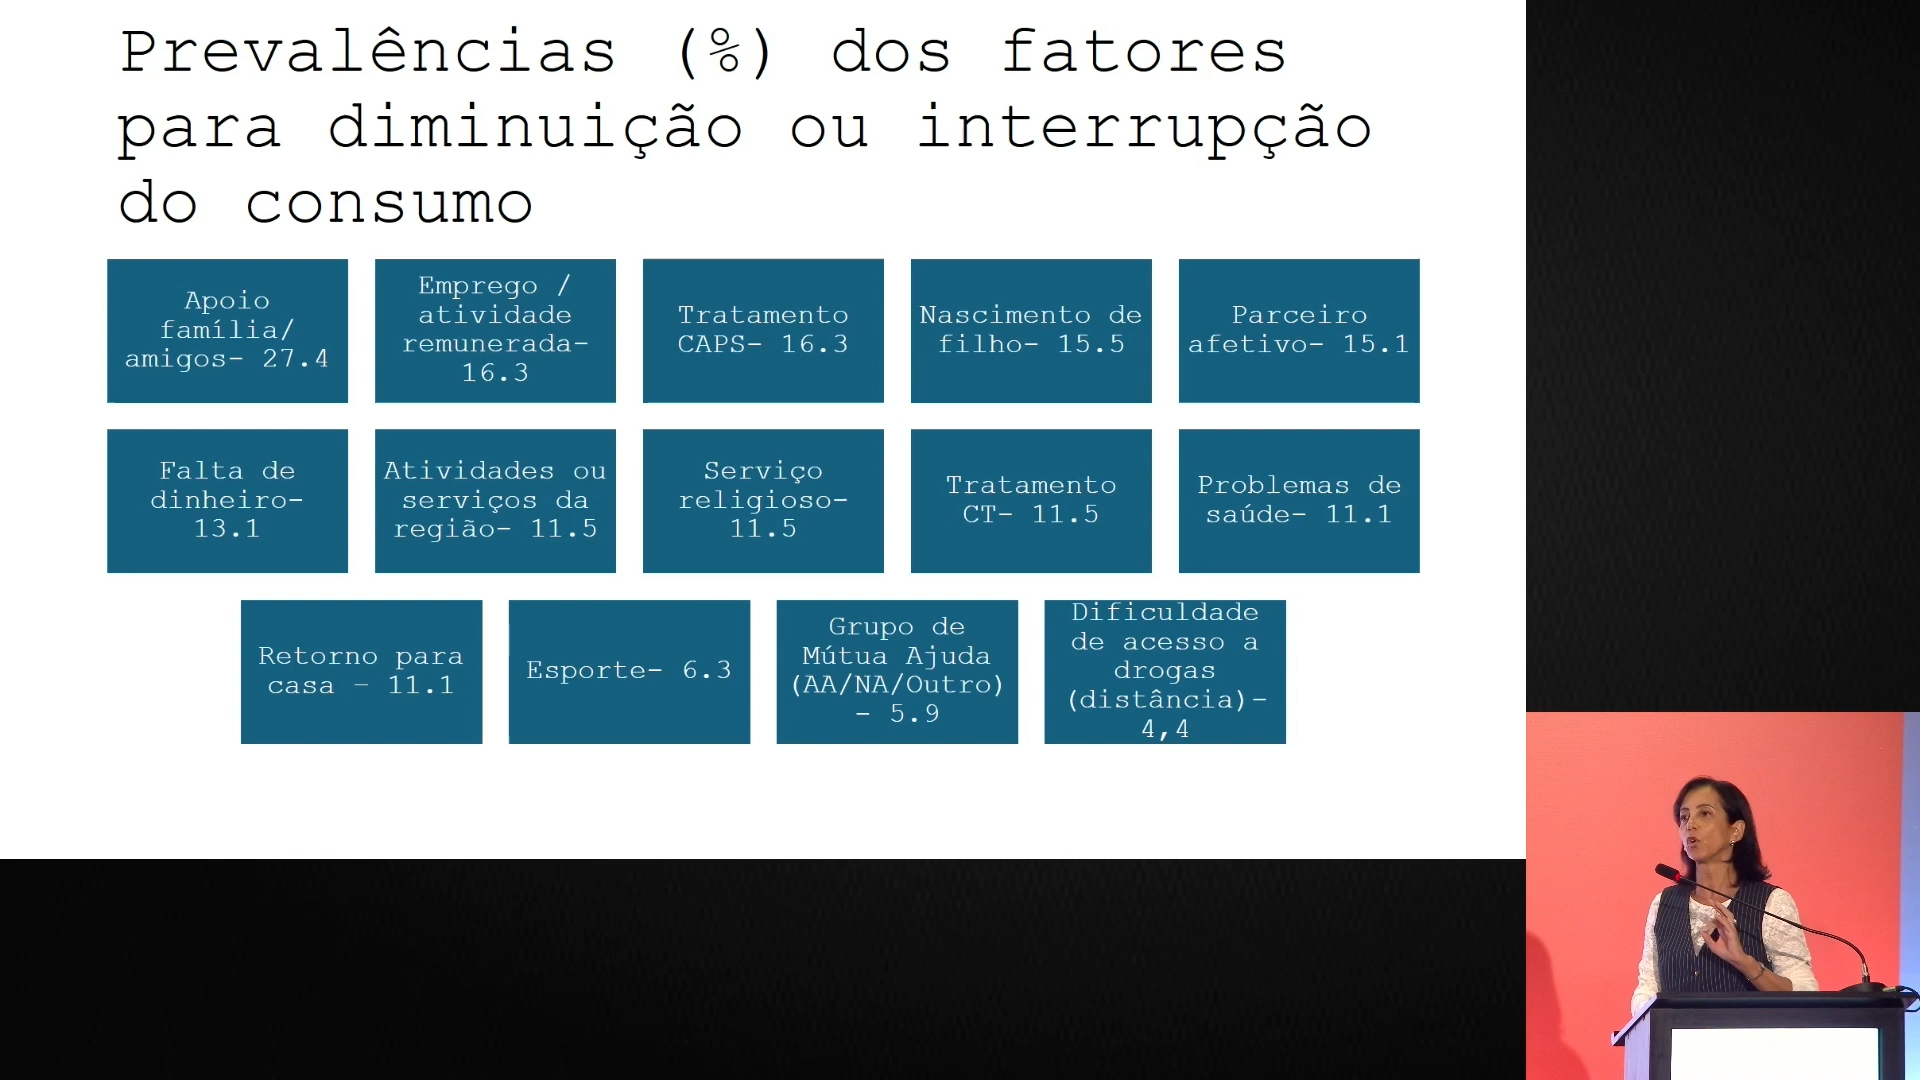 Prevalências (%) dos fatores
para diminuição ou interrupção
do consumo
Apoio
família/
amigos- 27.4
Emprego /
atividade
remunerada-
16.3
Tratamento
CAPS- 16.3
Nascimento de
filho- 15.5
Parceiro
afetivo- 15.1
Falta de
dinheiro-
13.1
Atividades ou
serviços da
região- 11.5
Serviço
religioso-
11.5
Tratamento
CT- 11.5
Problemas de
saúde- 11.1
Retorno para
casa – 11.1
Esporte- 6.3
Grupo de
Mútua Ajuda
(AA/NA/Outro)
- 5.9
Dificuldade
de acesso a
drogas
(distância)-
4,4